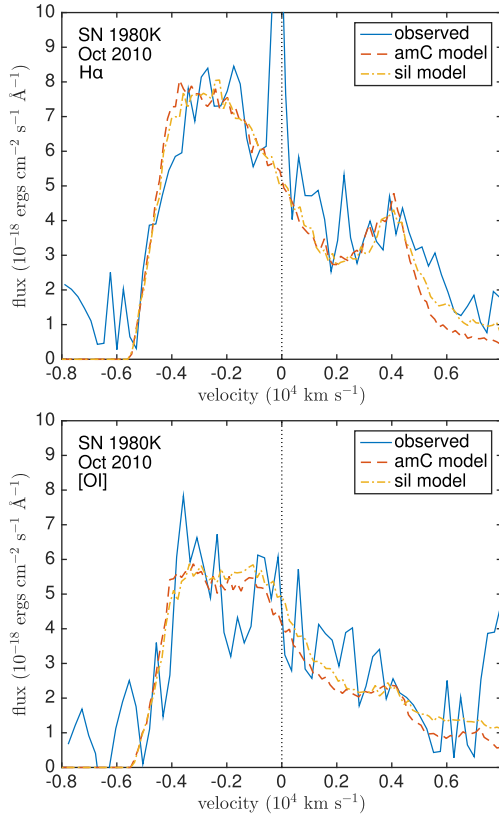 SN 1980K
Oct 2010
Hα
observed
amC model
sil model
10
9
8
7
6
5
4
3
2
1
0
flux (10⁻¹⁸ ergs cm⁻² s⁻¹ Å⁻¹)
-0.8 -0.6 -0.4 -0.2 0 0.2 0.4 0.6
velocity (10⁴ km s⁻¹)
SN 1980K
Oct 2010
[OI]
observed
amC model
sil model
10
9
8
7
6
5
4
3
2
1
0
flux (10⁻¹⁸ ergs cm⁻² s⁻¹ Å⁻¹)
-0.8 -0.6 -0.4 -0.2 0 0.2 0.4 0.6
velocity (10⁴ km s⁻¹)